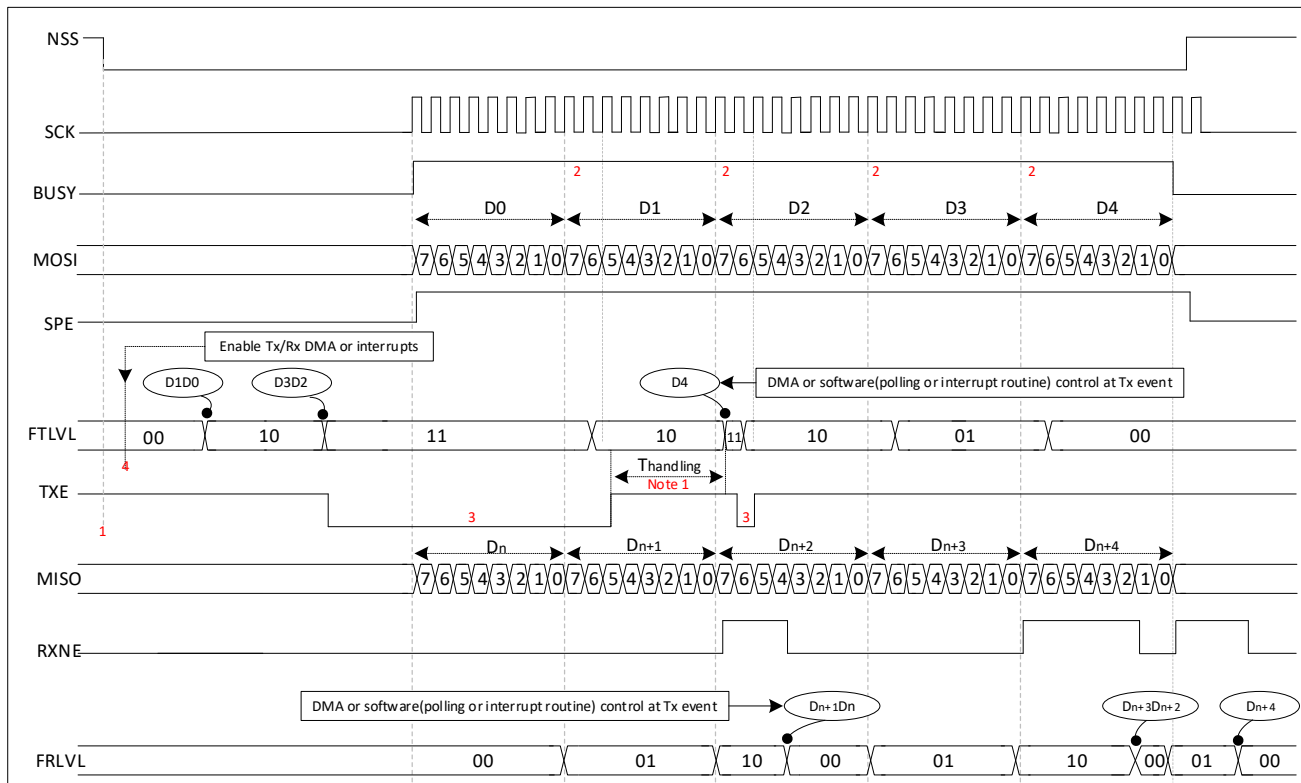 NSS
SCK
BUSY
2 2 2 2
D0 D1 D2 D3 D4
MOSI 7 6 5 4 3 2 1 0 7 6 5 4 3 2 1 0 7 6 5 4 3 2 1 0 7 6 5 4 3 2 1 0 7 6 5 4 3 2 1 0
SPE
Enable Tx/Rx DMA or interrupts
D1D0 D3D2 D4 DMA or software(polling or interrupt routine) control at Tx event
FTLVL 00 10 11 10 11 10 01 00
4 Thandling
TXE Note 1
1 3 3
Dn Dn+1 Dn+2 Dn+3 Dn+4
MISO 7 6 5 4 3 2 1 0 7 6 5 4 3 2 1 0 7 6 5 4 3 2 1 0 7 6 5 4 3 2 1 0 7 6 5 4 3 2 1 0
RXNE
DMA or software(polling or interrupt routine) control at Tx event Dn+1Dn Dn+3Dn+2 Dn+4
FRLVL 00 01 10 00 01 10 00 01 00